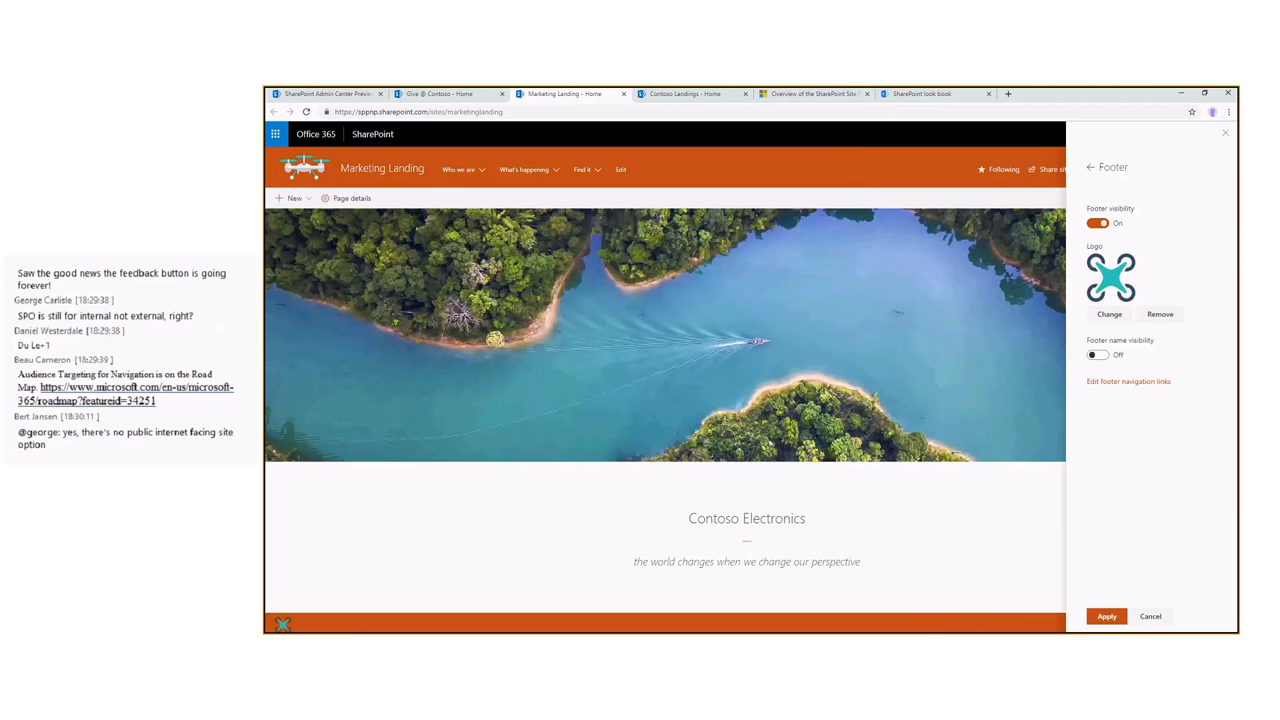 SharePoint Admin Center Preview
Give @ Contoso - Home
Marketing Landing - Home
Contoso Landings - Home
Overview of the SharePoint Site
SharePoint look book
https://sppnp.sharepoint.com/sites/marketinglanding
Office 365
SharePoint
Marketing Landing
Who we are
What's happening
Find it
Edit
Following
Share sit
New
Page details
Footer
Footer visibility
On
Logo
Change
Remove
Footer name visibility
Off
Edit footer navigation links
Apply
Cancel
Contoso Electronics
the world changes when we change our perspective
Saw the good news the feedback button is going
forever!
George Carlisle [18:29:38 ]
SPO is still for internal not external, right?
Daniel Westerdale [18:29:38 ]
Du Le+1
Beau Cameron [18:29:39 ]
Audience Targeting for Navigation is on the Road
Map. https://www.microsoft.com/en-us/microsoft-
365/roadmap?featureid=34251
Bert Jansen [18:30:11 ]
@george: yes, there's no public internet facing site
option